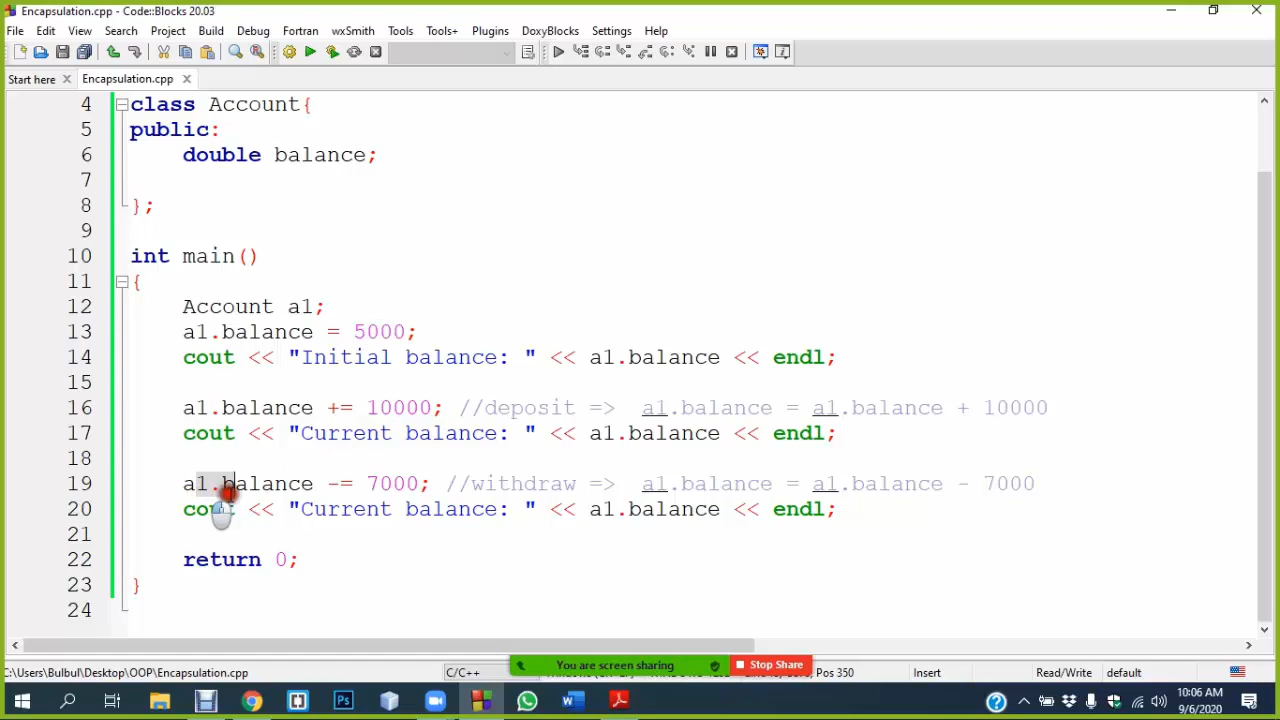 Encapsulation.cpp - Code::Blocks 20.03
File Edit View Search Project Build Debug Fortran wxSmith Tools Tools+ Plugins DoxyBlocks Settings Help
Start here Encapsulation.cpp
4 class Account{
5 public:
6 double balance;
7
8 };
9
10 int main()
11 {
12 Account a1;
13 a1.balance = 5000;
14 cout << "Initial balance: " << a1.balance << endl;
15
16 a1.balance += 10000; //deposit => a1.balance = a1.balance + 10000
17 cout << "Current balance: " << a1.balance << endl;
18
19 a1.balance -= 7000; //withdraw => a1.balance = a1.balance - 7000
20 cout << "Current balance: " << a1.balance << endl;
21
22 return 0;
23 }
24
You are screen sharing Stop Share
C:\Users\Bulbul\Desktop\OOP\Encapsulation.cpp C/C++ Pos 350 Insert Read/Write default
10:06 AM
9/6/2020